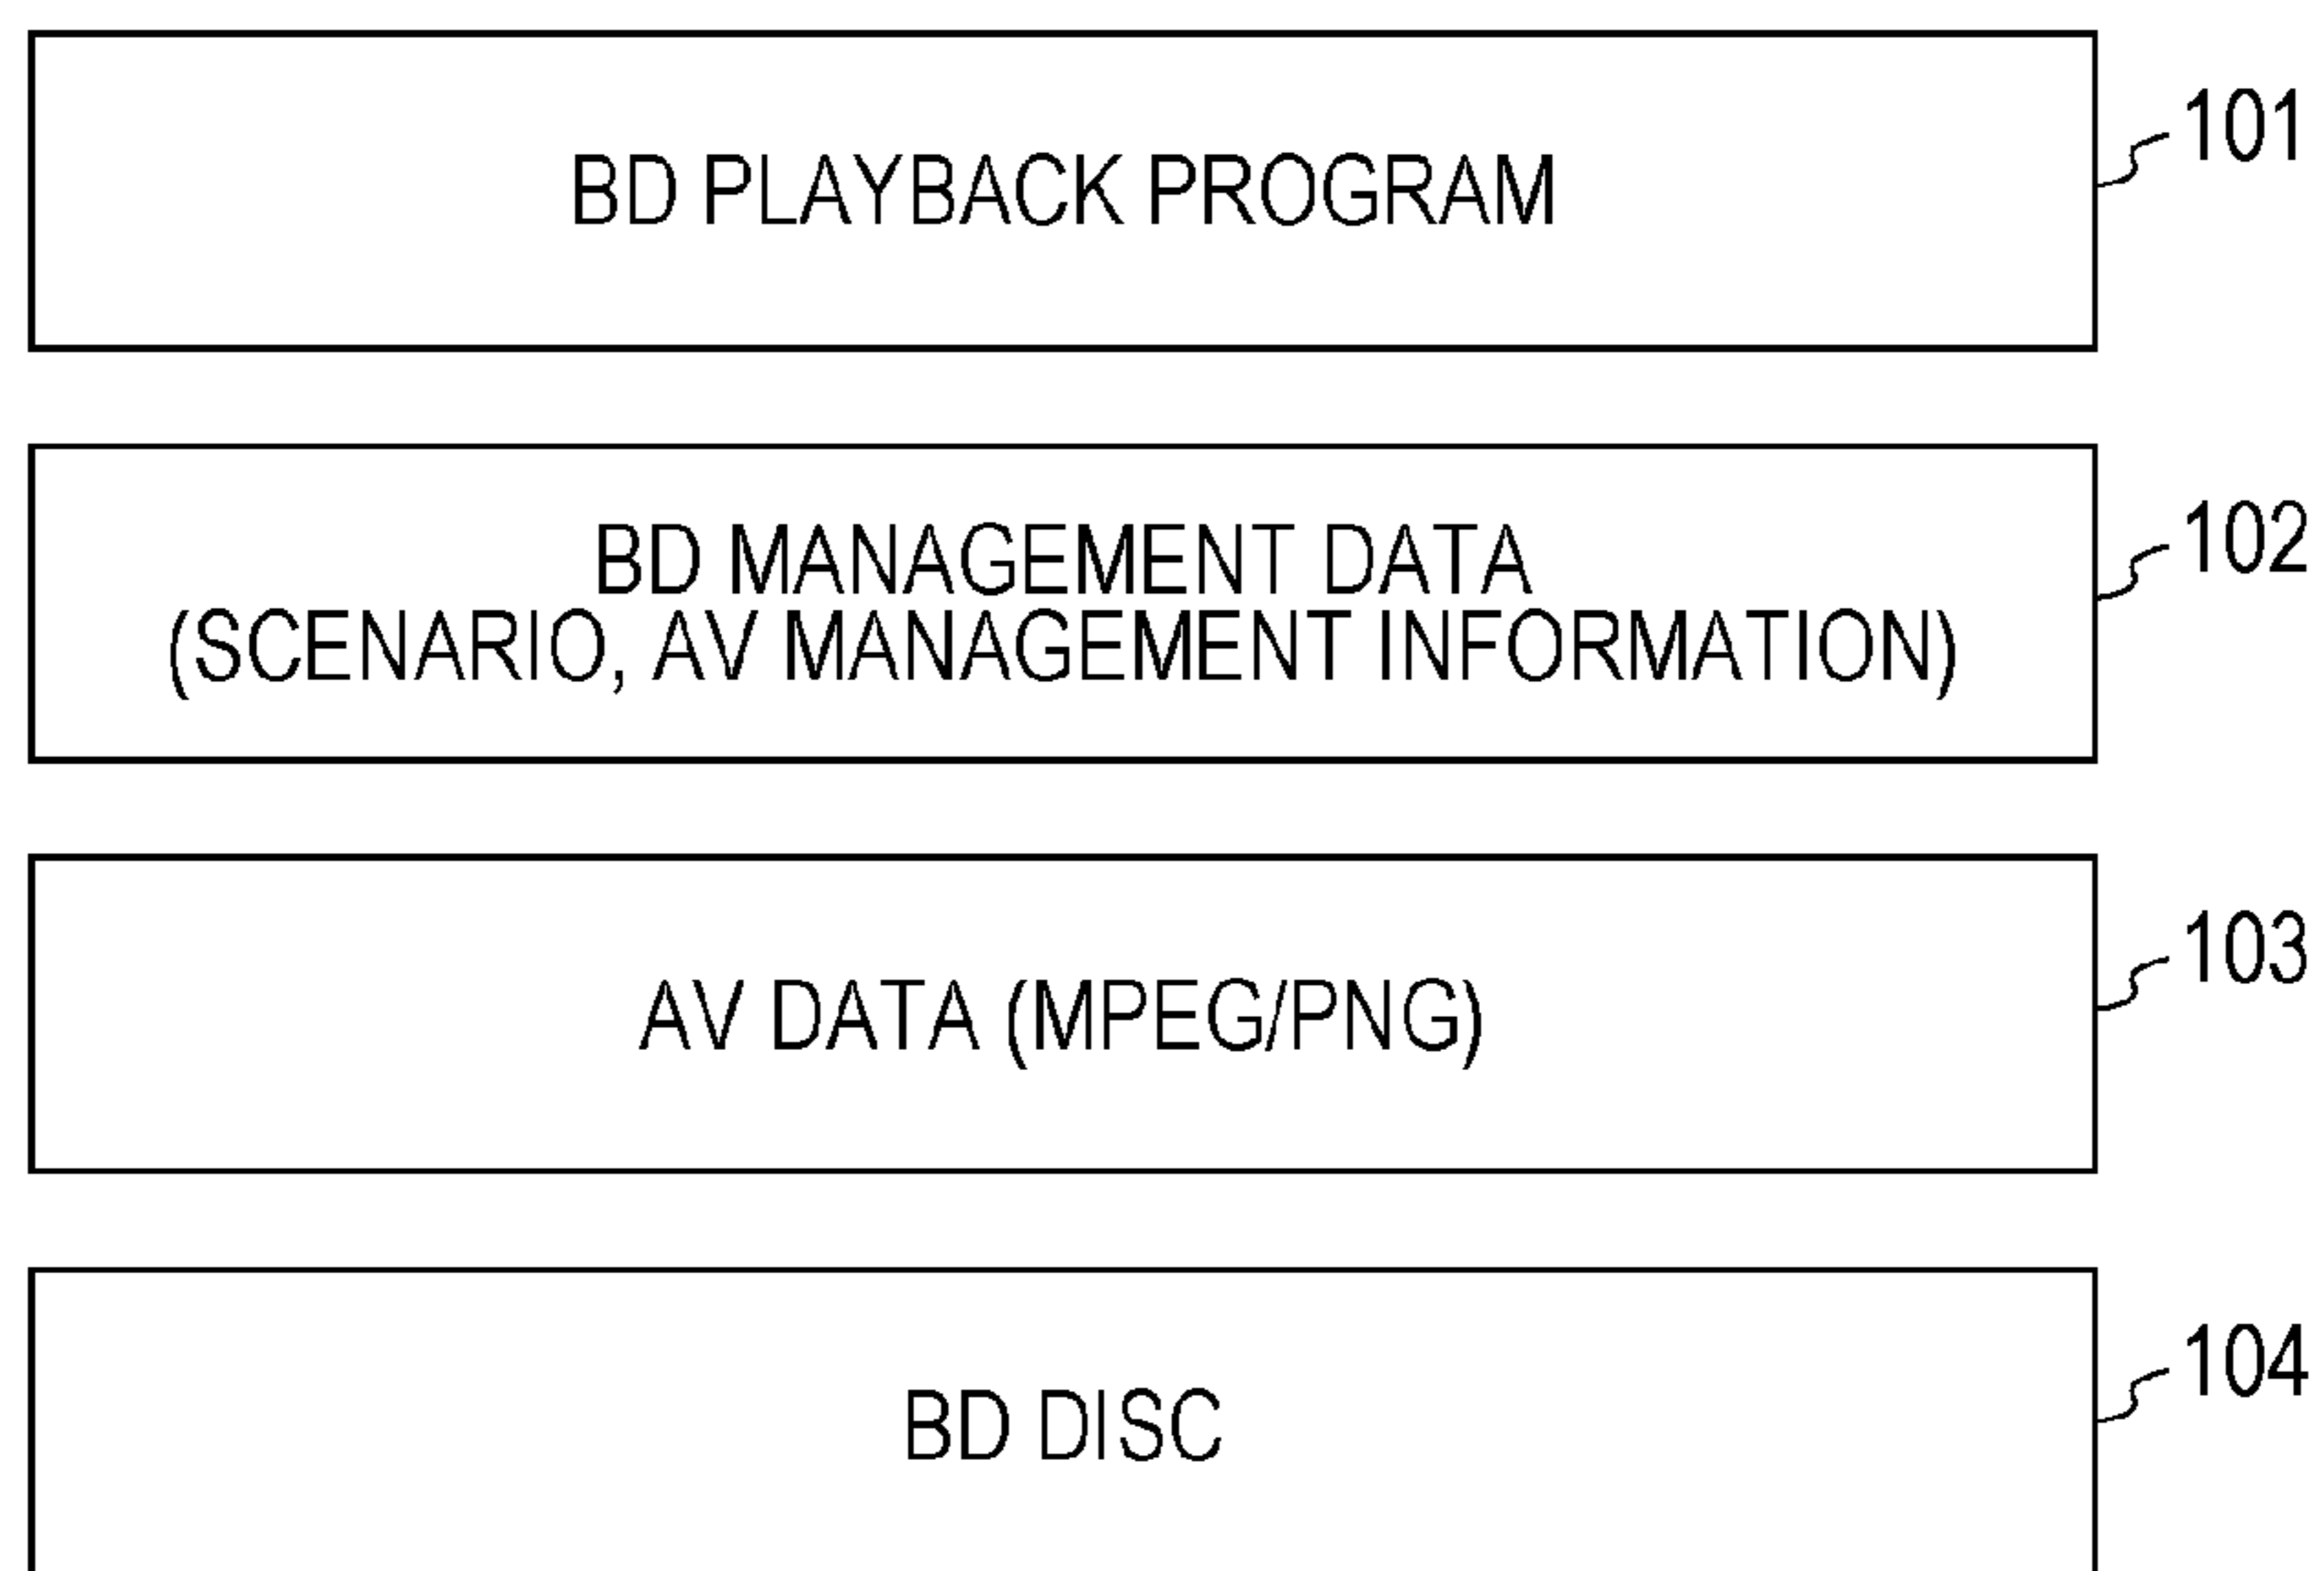 BD PLAYBACK PROGRAM
101
BD MANAGEMENT DATA
(SCENARIO, AV MANAGEMENT INFORMATION)
102
AV DATA (MPEG/PNG)
103
BD DISC
104